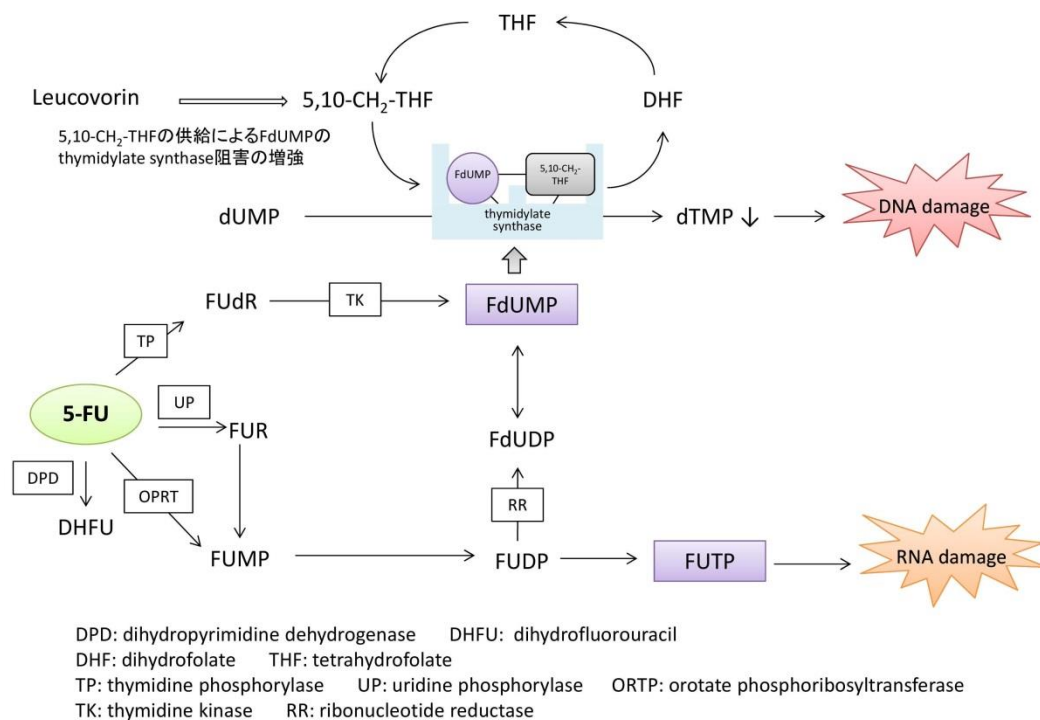 THF
Leucovorin
5,10-CH₂-THF
DHF
5,10-CH₂-THFの供給によるFdUMPの
thymidylate synthase阻害の増強
FdUMP
5,10-CH₂-
THF
thymidylate
synthase
dUMP
dTMP ↓
DNA damage
FUdR
TK
FdUMP
TP
5-FU
UP
FUR
FdUDP
DPD
OPRT
RR
DHFU
FUMP
FUDP
FUTP
RNA damage
DPD: dihydropyrimidine dehydrogenase DHFU: dihydrofluorouracil
DHF: dihydrofolate THF: tetrahydrofolate
TP: thymidine phosphorylase UP: uridine phosphorylase ORTP: orotate phosphoribosyltransferase
TK: thymidine kinase RR: ribonucleotide reductase